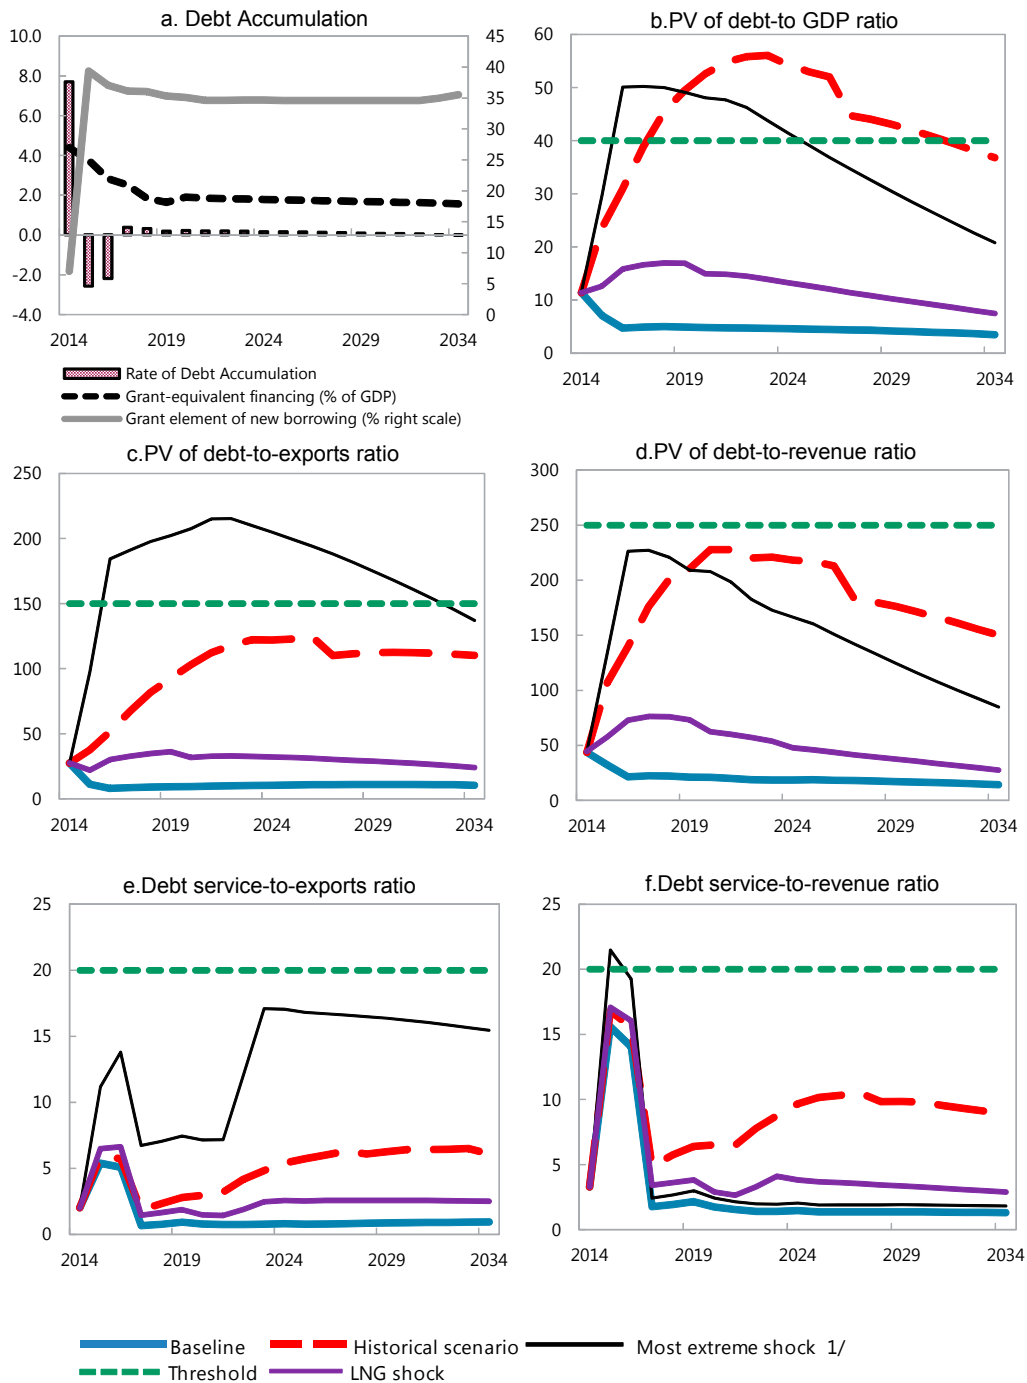 a. Debt Accumulation
10.0
8.0
6.0
4.0
2.0
0.0
-2.0
-4.0
45
40
35
30
25
20
15
10
5
0
2014 2019 2024 2029 2034
Rate of Debt Accumulation
Grant-equivalent financing (% of GDP)
Grant element of new borrowing (% right scale)
b.PV of debt-to GDP ratio
60
50
40
30
20
10
0
2014 2019 2024 2029 2034
c.PV of debt-to-exports ratio
250
200
150
100
50
0
2014 2019 2024 2029 2034
d.PV of debt-to-revenue ratio
300
250
200
150
100
50
0
2014 2019 2024 2029 2034
e.Debt service-to-exports ratio
25
20
15
10
5
0
2014 2019 2024 2029 2034
f.Debt service-to-revenue ratio
25
20
15
10
5
0
2014 2019 2024 2029 2034
Baseline Historical scenario Most extreme shock 1/
Threshold LNG shock